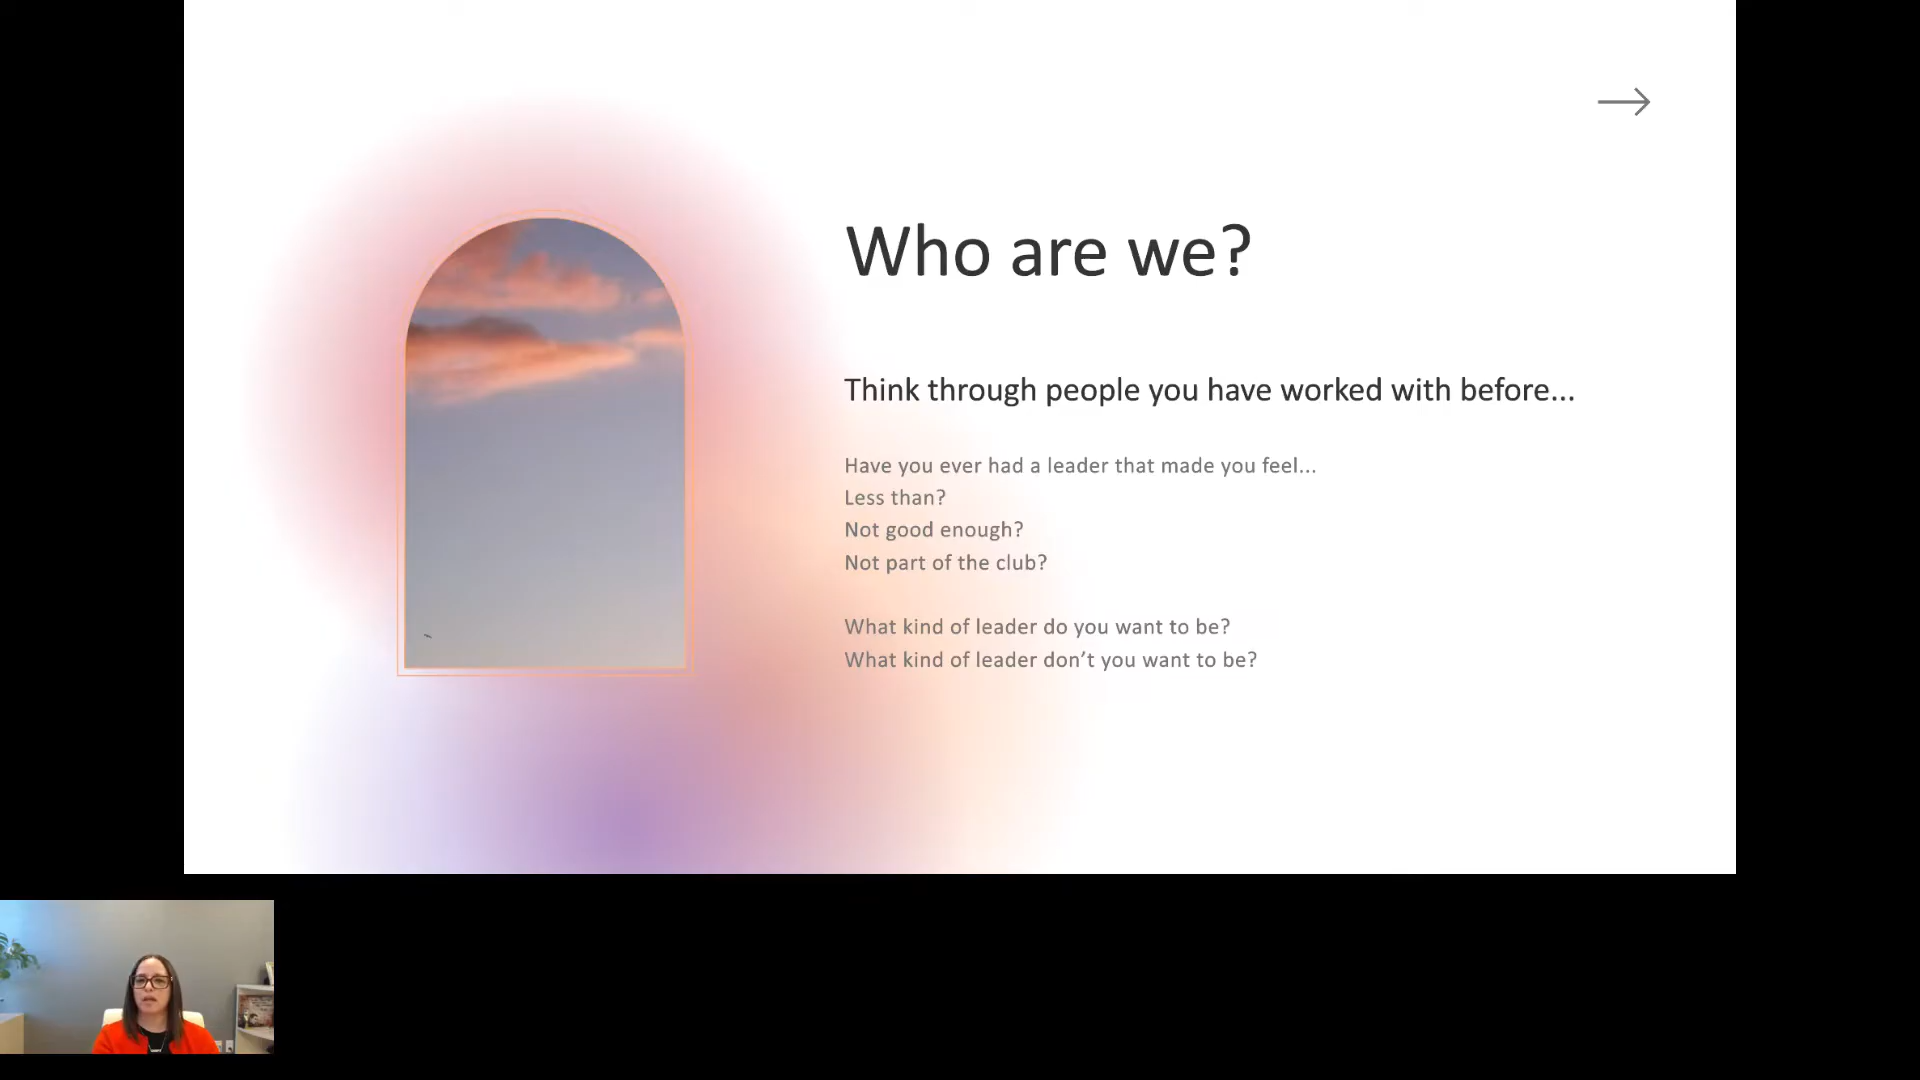 Who are we?
Think through people you have worked with before...
Have you ever had a leader that made you feel...
Less than?
Not good enough?
Not part of the club?
What kind of leader do you want to be?
What kind of leader don’t you want to be?